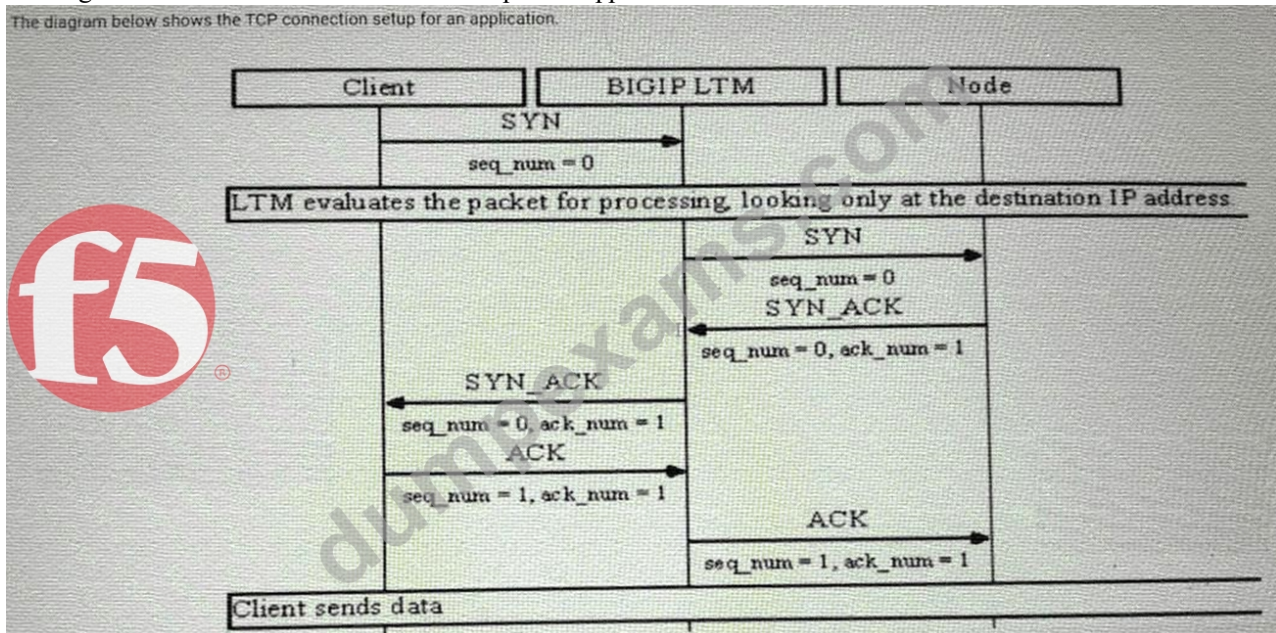 The diagram below shows the TCP connection setup for an application.
Client
BIGIP LTM
Node
SYN
seq_num = 0
LTM evaluates the packet for processing, looking only at the destination IP address.
SYN
seq_num = 0
SYN_ACK
seq_num = 0, ack_num = 1
SYN_ACK
seq_num = 0, ack_num = 1
ACK
seq_num = 1, ack_num = 1
ACK
seq_num = 1, ack_num = 1
Client sends data
f5
®
dumpexams.com